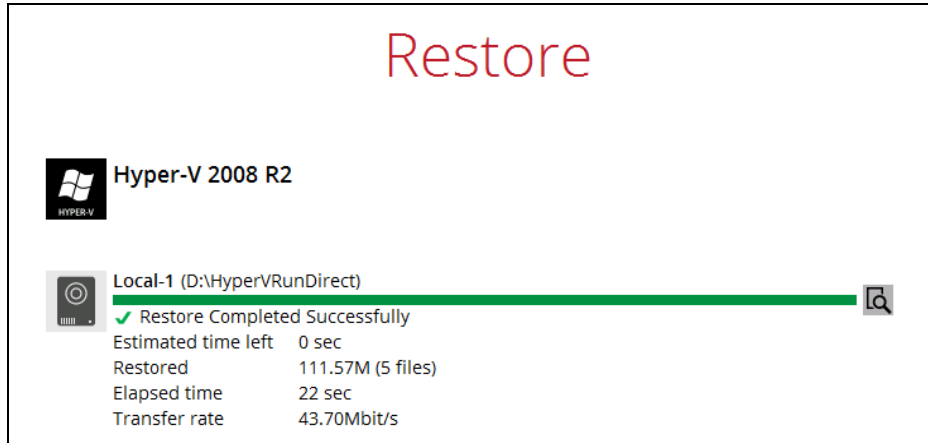 Restore
Hyper-V 2008 R2
HYPER-V
Local-1 (D:\HyperVRunDirect)
Restore Completed Successfully
Estimated time left 0 sec
Restored 111.57M (5 files)
Elapsed time 22 sec
Transfer rate 43.70Mbit/s